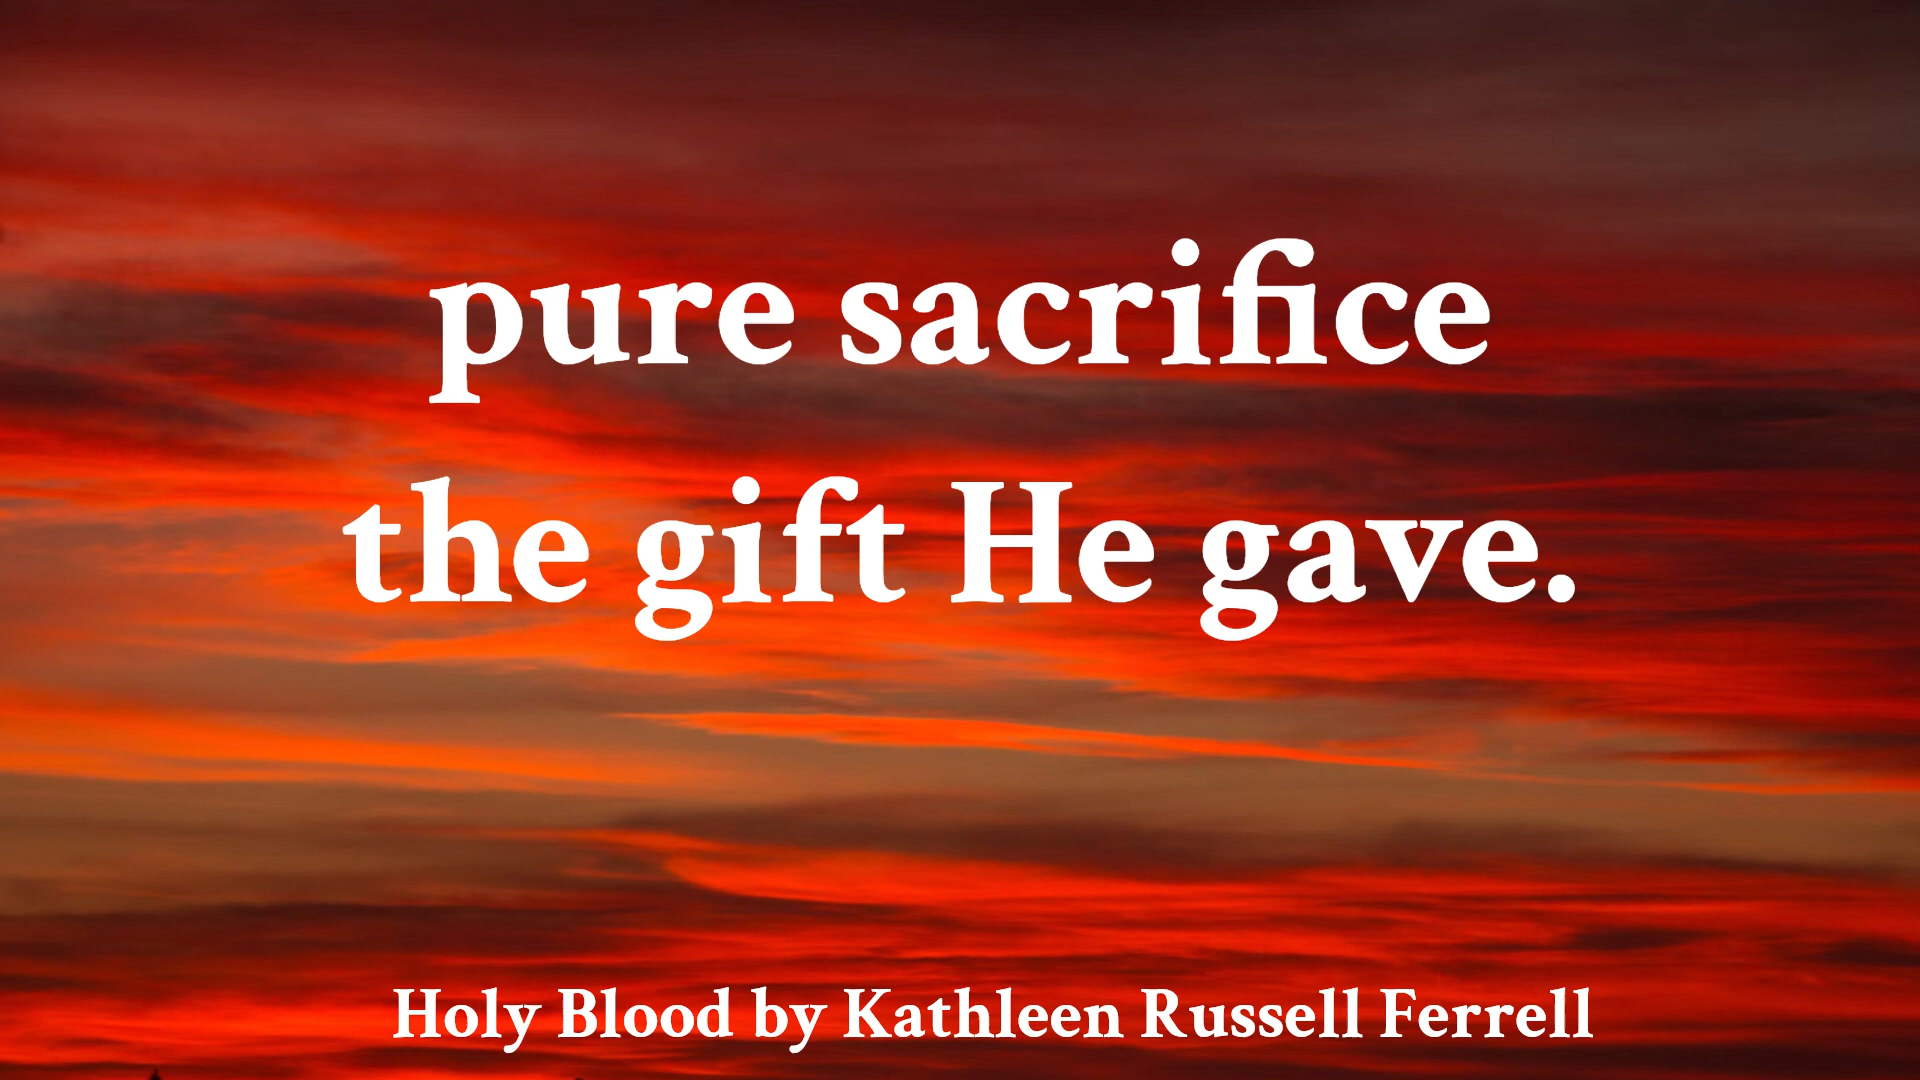 pure sacrifice
the gift He gave.
Holy Blood by Kathleen Russell Ferrell